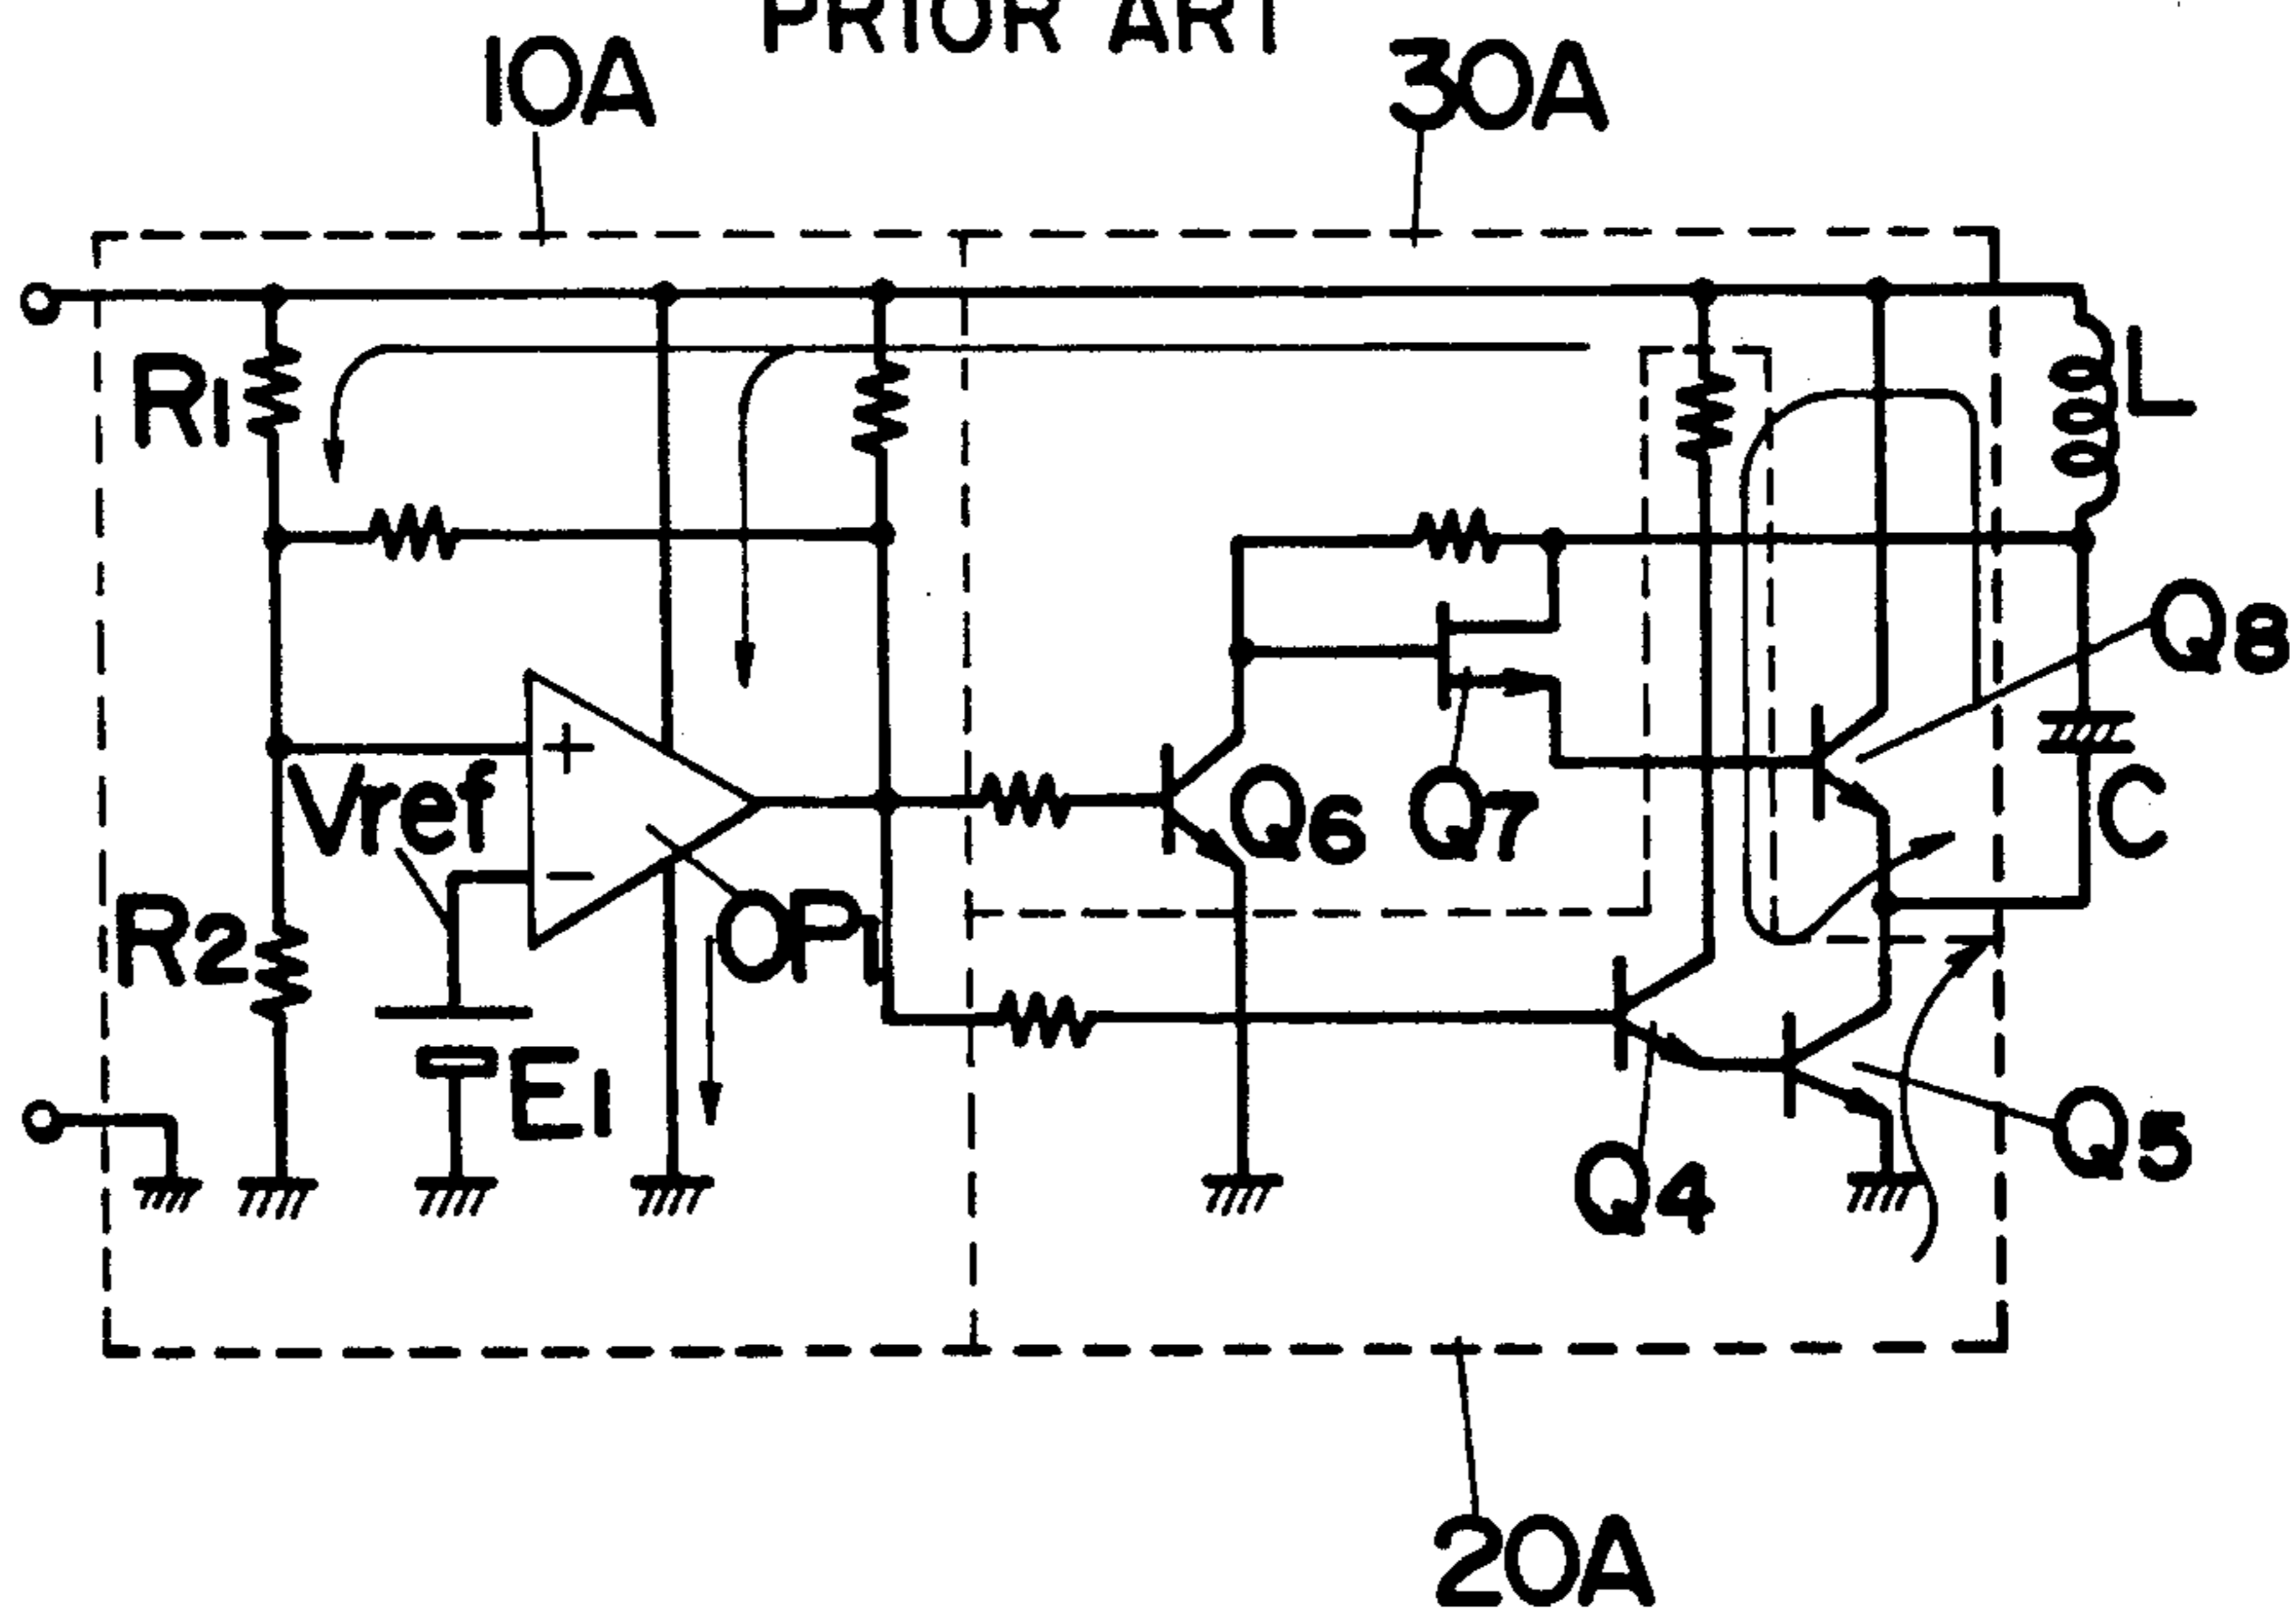 PRIOR ART
10A
30A
R1
L
Q8
Vref
+
Q6
Q7
C
R2
−
OP1
E1
Q4
Q5
20A